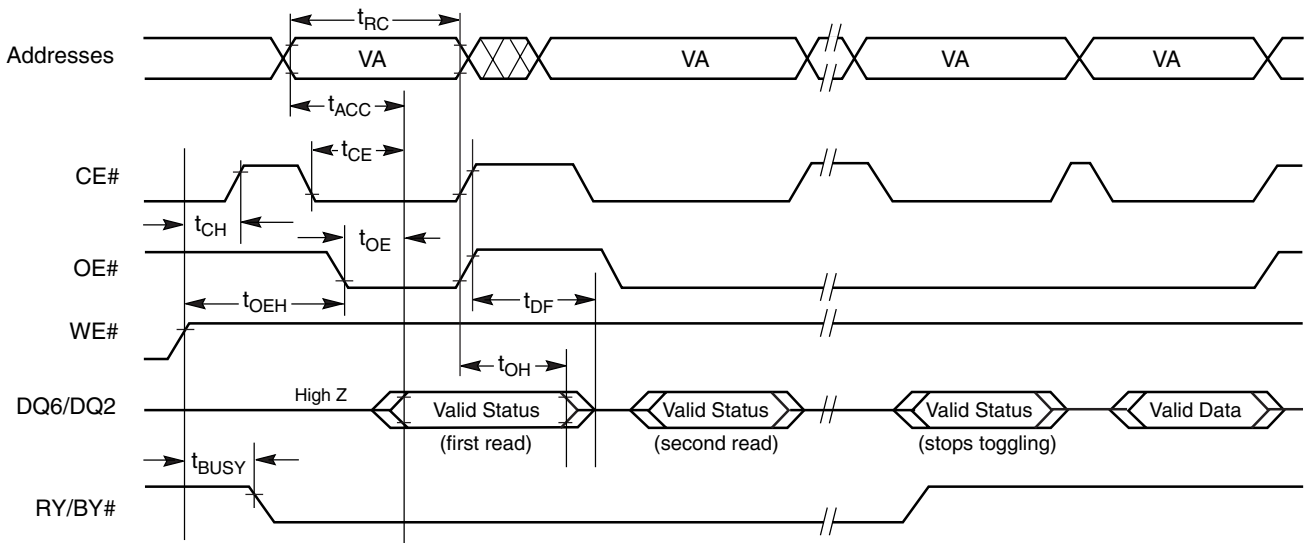 tRC
Addresses VA VA VA VA
tACC
tCE
CE#
tCH
tOE
OE#
tOEH tDF
WE#
tOH
High Z
DQ6/DQ2 Valid Status Valid Status Valid Status Valid Data
(first read) (second read) (stops toggling)
tBUSY
RY/BY#